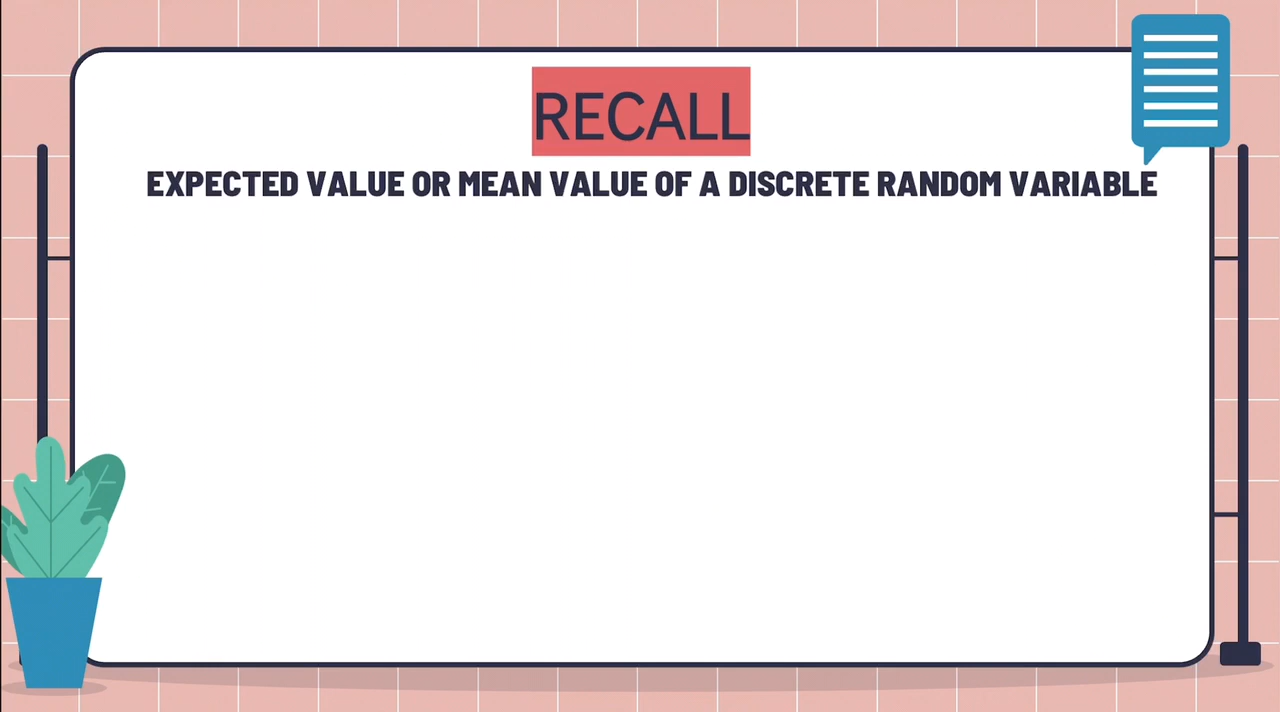 RECALL
EXPECTED VALUE OR MEAN VALUE OF A DISCRETE RANDOM VARIABLE